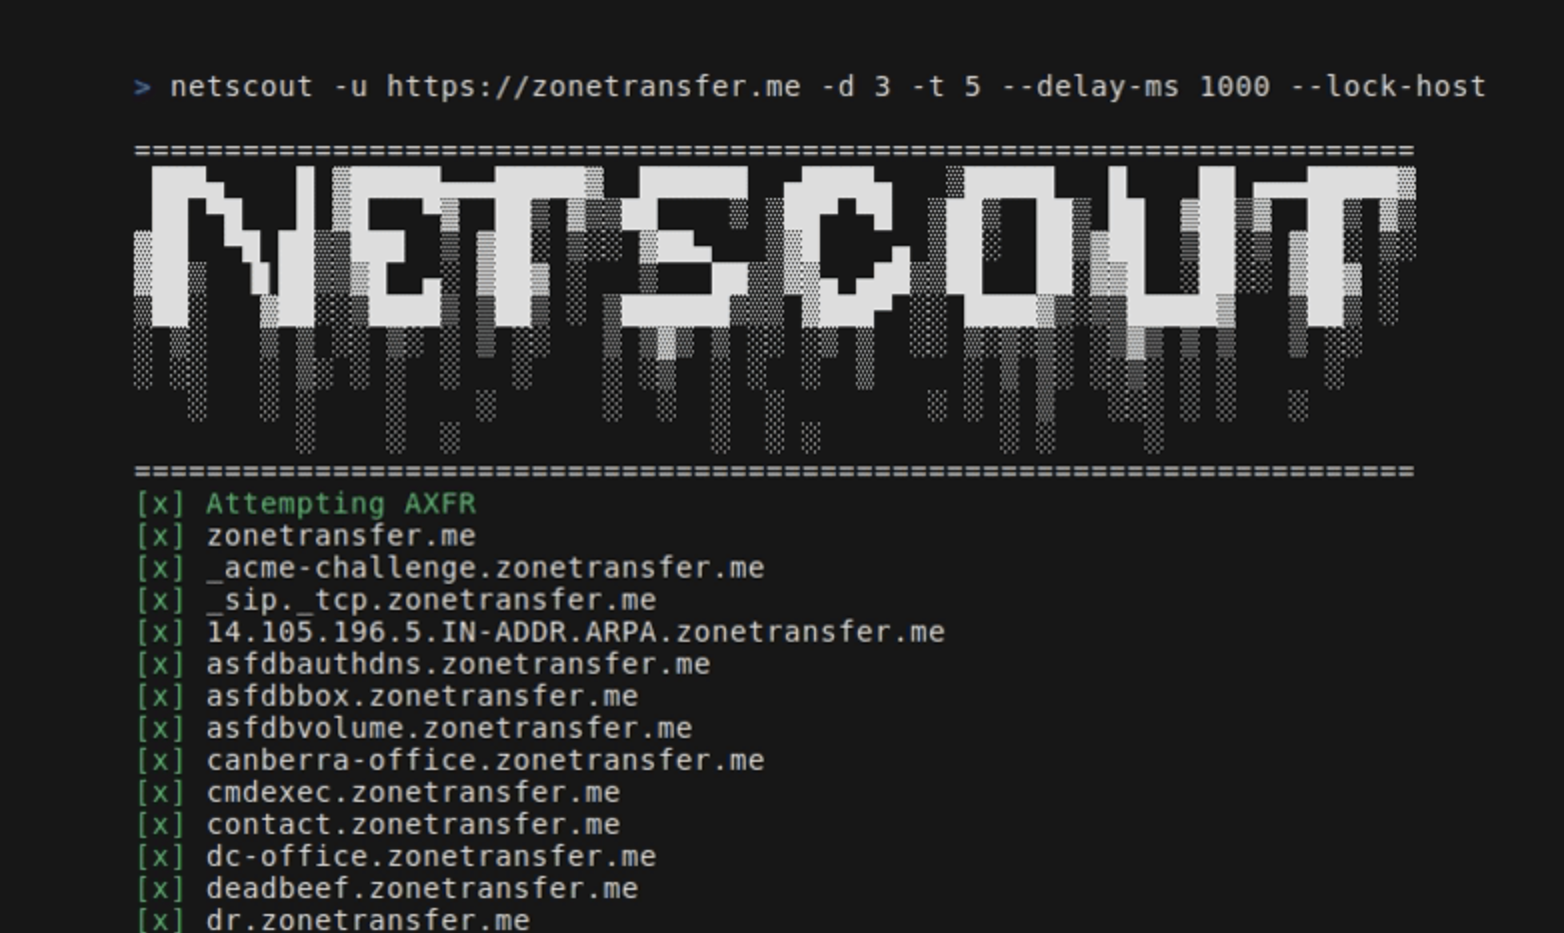 > netscout -u https://zonetransfer.me -d 3 -t 5 --delay-ms 1000 --lock-host
=======================================================================
NETSCOUT
=======================================================================
[x] Attempting AXFR
[x] zonetransfer.me
[x] _acme-challenge.zonetransfer.me
[x] _sip._tcp.zonetransfer.me
[x] 14.105.196.5.IN-ADDR.ARPA.zonetransfer.me
[x] asfdbauthdns.zonetransfer.me
[x] asfdbbox.zonetransfer.me
[x] asfdbvolume.zonetransfer.me
[x] canberra-office.zonetransfer.me
[x] cmdexec.zonetransfer.me
[x] contact.zonetransfer.me
[x] dc-office.zonetransfer.me
[x] deadbeef.zonetransfer.me
[x] dr.zonetransfer.me